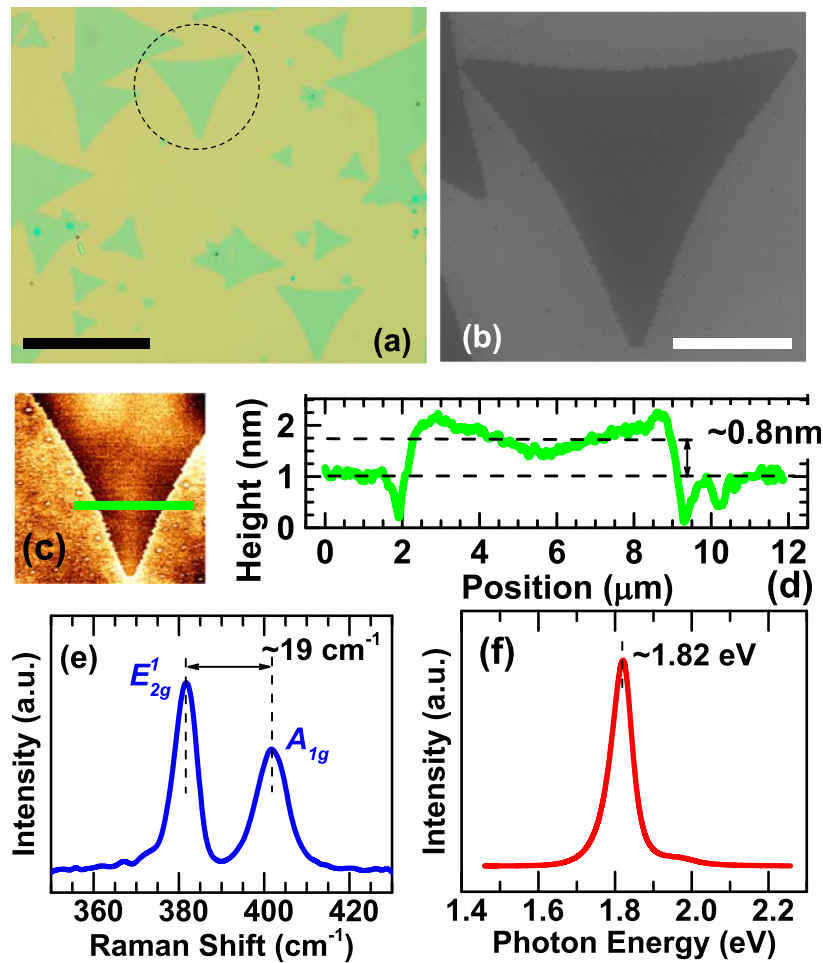 (a)
(b)
(c)
Height (nm)
2
1
0
~0.8nm
0 2 4 6 8 10 12
Position (μm)
(d)
(e)
~19 cm⁻¹
E¹₂g
A₁g
Intensity (a.u.)
360 380 400 420
Raman Shift (cm⁻¹)
(f)
~1.82 eV
Intensity (a.u.)
1.4 1.6 1.8 2.0 2.2
Photon Energy (eV)